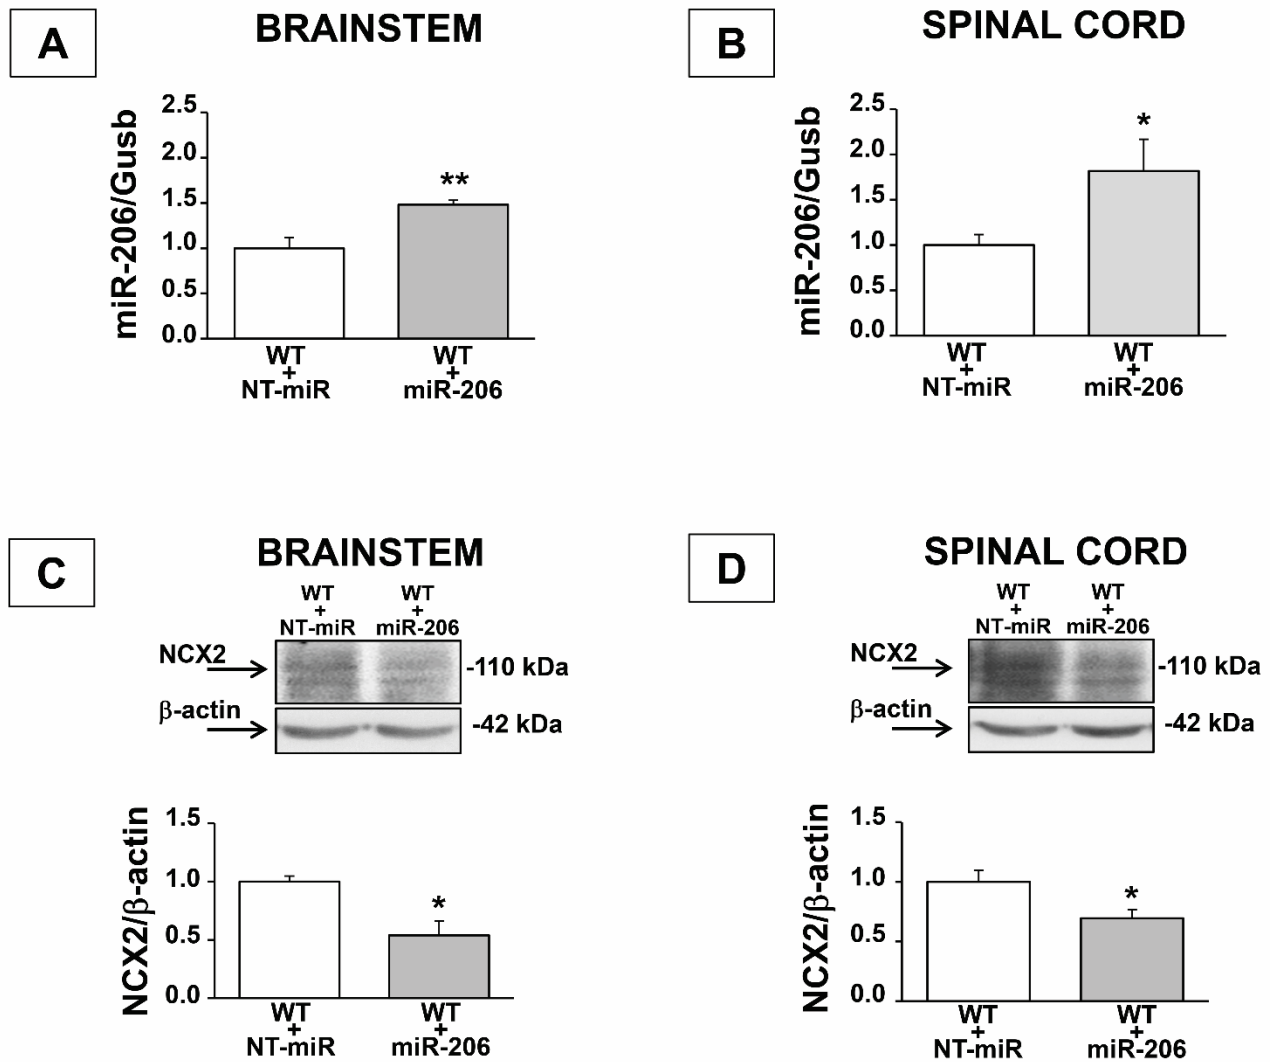 A
BRAINSTEM
miR-206/Gusb
2.5
2.0
1.5
1.0
0.5
0.0
**
WT
+
NT-miR
WT
+
miR-206
B
SPINAL CORD
miR-206/Gusb
2.5
2.0
1.5
1.0
0.5
0.0
*
WT
+
NT-miR
WT
+
miR-206
C
BRAINSTEM
WT
+
NT-miR
WT
+
miR-206
NCX2
-110 kDa
β-actin
-42 kDa
NCX2/β-actin
1.5
1.0
0.5
0.0
*
WT
+
NT-miR
WT
+
miR-206
D
SPINAL CORD
WT
+
NT-miR
WT
+
miR-206
NCX2
-110 kDa
β-actin
-42 kDa
NCX2/β-actin
1.5
1.0
0.5
0.0
*
WT
+
NT-miR
WT
+
miR-206